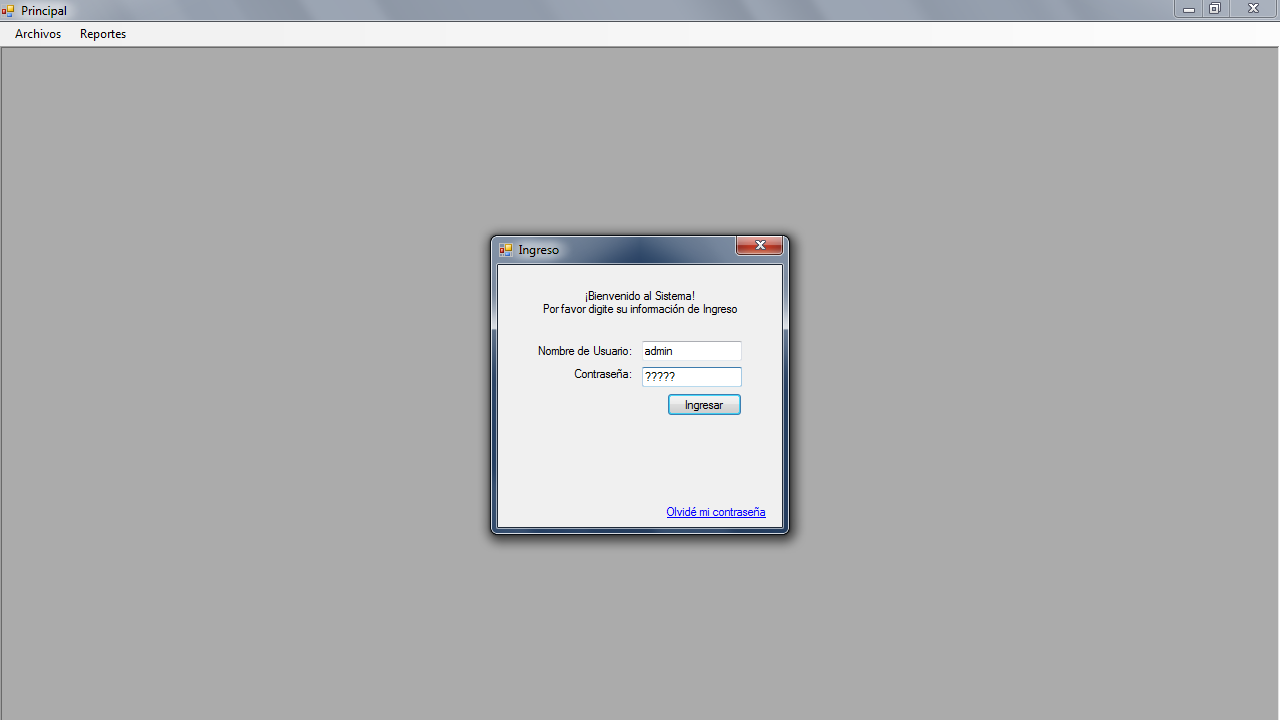 Principal
Archivos Reportes
Ingreso
¡Bienvenido al Sistema!
Por favor digite su información de Ingreso
Nombre de Usuario: admin
Contraseña: ?????
Ingresar
Olvidé mi contraseña